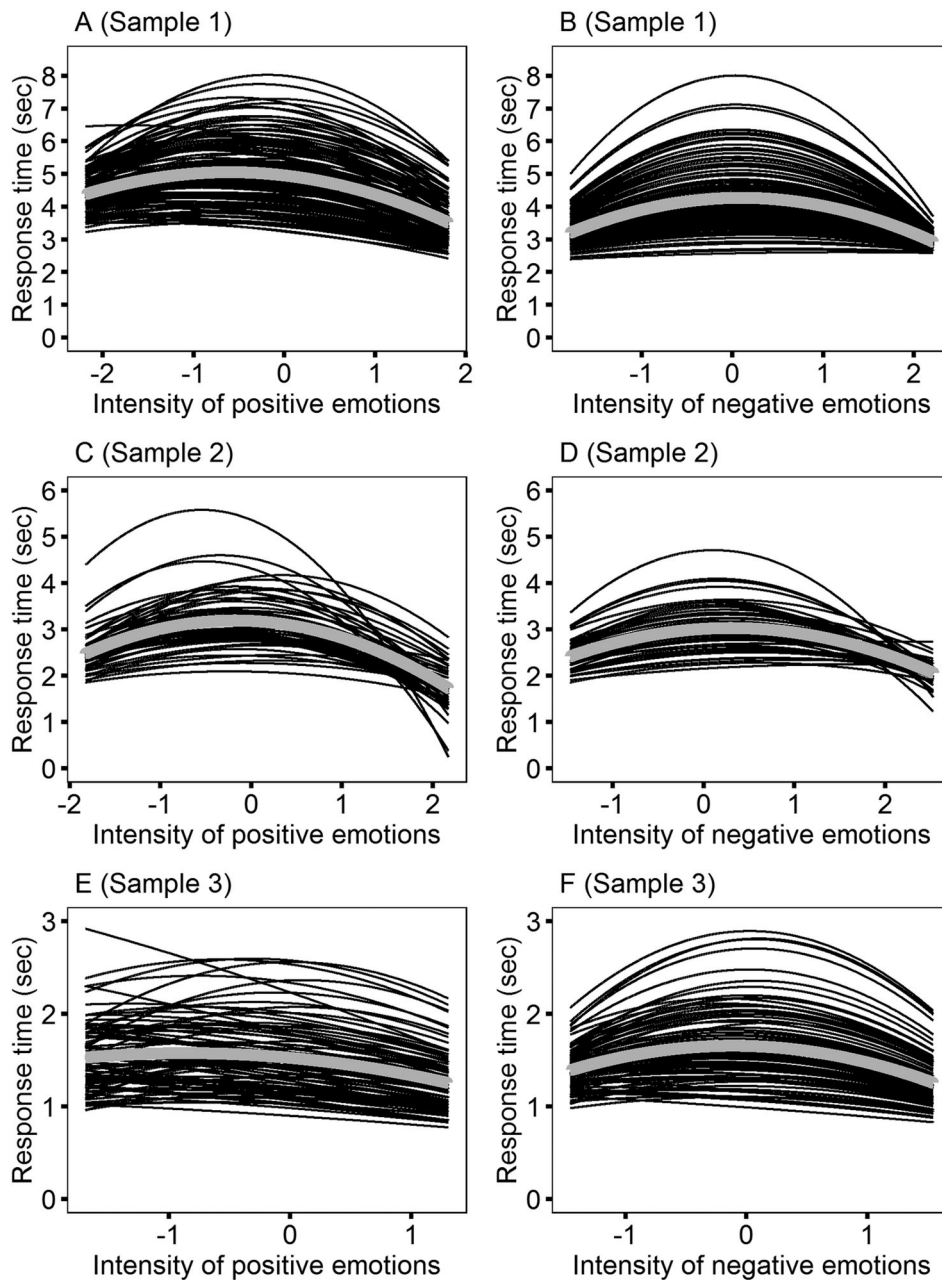 A (Sample 1)
Response time (sec)
8
7
6
5
4
3
2
1
0
-2 -1 0 1 2
Intensity of positive emotions
B (Sample 1)
Response time (sec)
8
7
6
5
4
3
2
1
0
-1 0 1 2
Intensity of negative emotions
C (Sample 2)
Response time (sec)
6
5
4
3
2
1
0
-2 -1 0 1 2
Intensity of positive emotions
D (Sample 2)
Response time (sec)
6
5
4
3
2
1
0
-1 0 1 2
Intensity of negative emotions
E (Sample 3)
Response time (sec)
3
2
1
0
-1 0 1
Intensity of positive emotions
F (Sample 3)
Response time (sec)
3
2
1
0
-1 0 1
Intensity of negative emotions